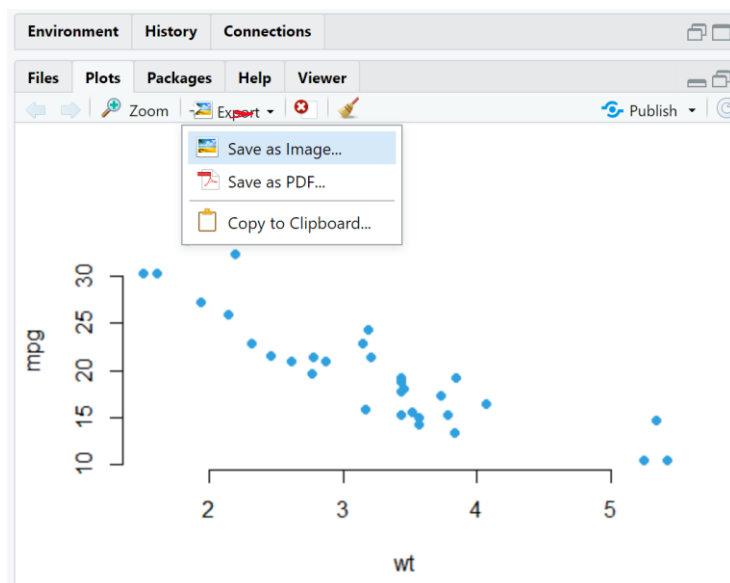 Environment History Connections
Files Plots Packages Help Viewer
Zoom Export Publish
Save as Image...
Save as PDF...
Copy to Clipboard...
30
25
20
15
10
mpg
2 3 4 5
wt